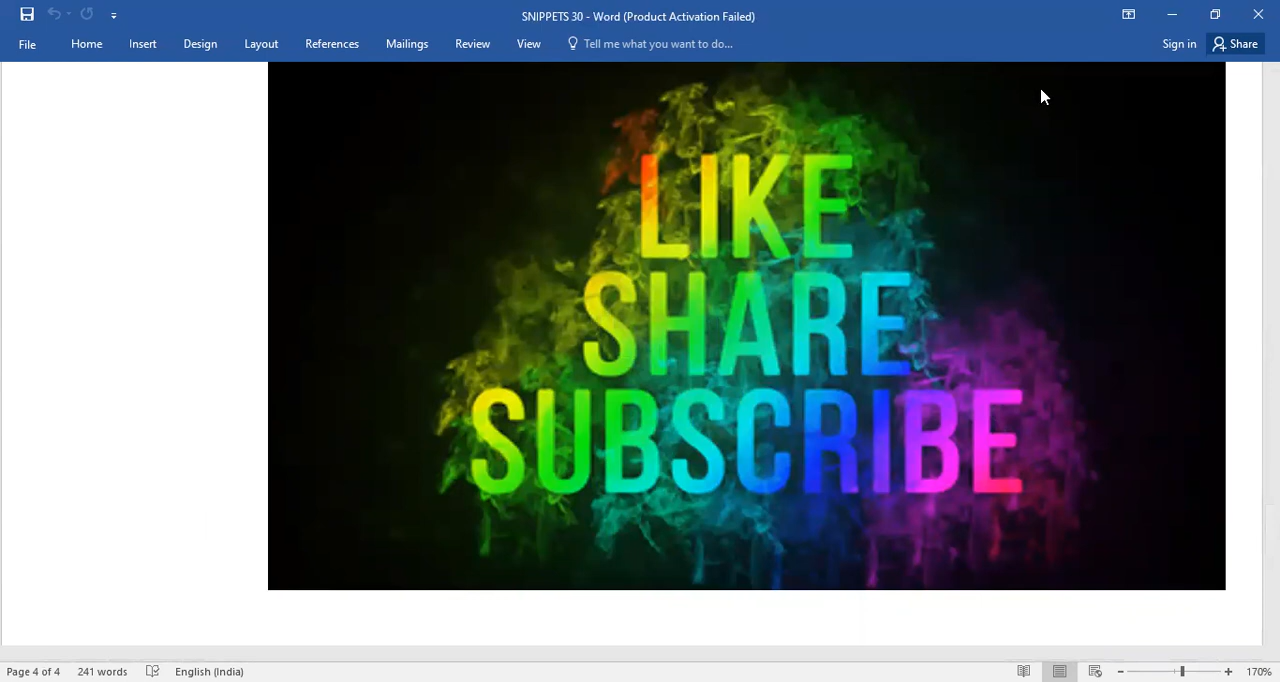 SNIPPETS 30 - Word (Product Activation Failed)
File Home Insert Design Layout References Mailings Review View Tell me what you want to do... Sign in Share
LIKE
SHARE
SUBSCRIBE
Page 4 of 4 241 words English (India) 170%